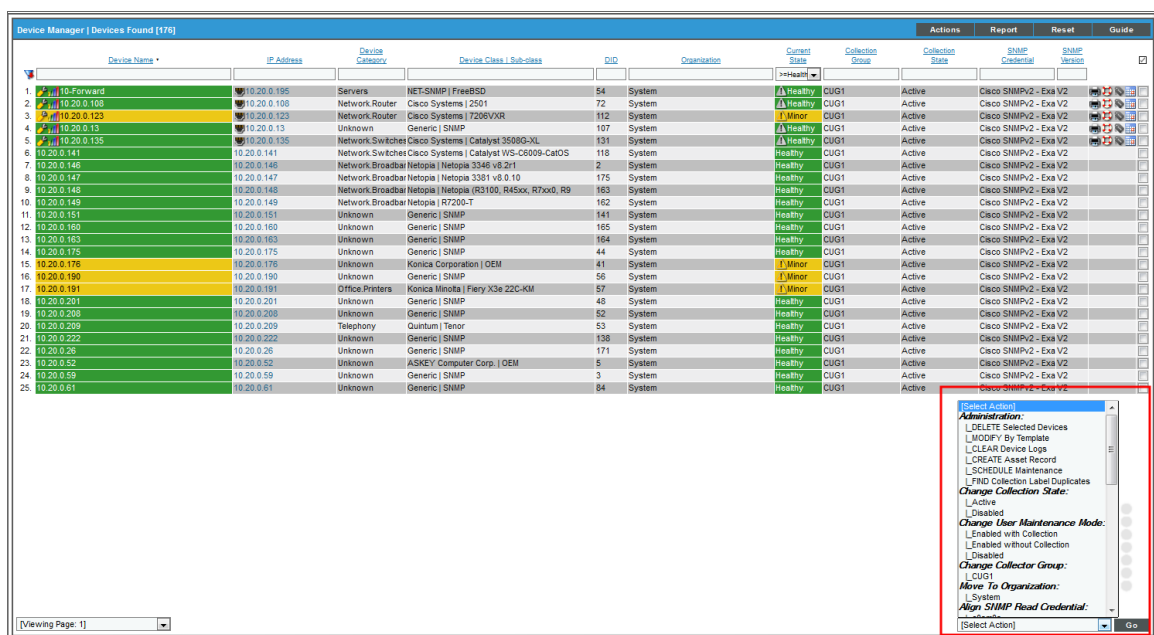 Device Manager | Devices Found [176] Actions Report Reset Guide
Device Name • IP Address Device Category Device Class | Sub-class DID Organization Current State Collection Group Collection State SNMP Credential SNMP Version
>=Health
1. 10-Forward 10.20.0.195 Servers NET-SNMP | FreeBSD 54 System Healthy CUG1 Active Cisco SNMPv2 - Exa V2
2. 10.20.0.108 10.20.0.108 Network.Router Cisco Systems | 2501 72 System Healthy CUG1 Active Cisco SNMPv2 - Exa V2
3. 10.20.0.123 10.20.0.123 Network.Router Cisco Systems | 7206VXR 112 System Minor CUG1 Active Cisco SNMPv2 - Exa V2
4. 10.20.0.13 10.20.0.13 Unknown Generic | SNMP 107 System Healthy CUG1 Active Cisco SNMPv2 - Exa V2
5. 10.20.0.135 10.20.0.135 Network.Switches Cisco Systems | Catalyst 3508G-XL 131 System Healthy CUG1 Active Cisco SNMPv2 - Exa V2
6. 10.20.0.141 10.20.0.141 Network.Switches Cisco Systems | Catalyst WS-C6009-CatOS 118 System Healthy CUG1 Active Cisco SNMPv2 - Exa V2
7. 10.20.0.146 10.20.0.146 Network.Broadbar Netopia | Netopia 3346 v8.2r1 2 System Healthy CUG1 Active Cisco SNMPv2 - Exa V2
8. 10.20.0.147 10.20.0.147 Network.Broadbar Netopia | Netopia 3381 v8.0.10 175 System Healthy CUG1 Active Cisco SNMPv2 - Exa V2
9. 10.20.0.148 10.20.0.148 Network.Broadbar Netopia | Netopia (R3100, R45xx, R7xx0, R9 163 System Healthy CUG1 Active Cisco SNMPv2 - Exa V2
10. 10.20.0.149 10.20.0.149 Network.Broadbar Netopia | R7200-T 162 System Healthy CUG1 Active Cisco SNMPv2 - Exa V2
11. 10.20.0.151 10.20.0.151 Unknown Generic | SNMP 141 System Healthy CUG1 Active Cisco SNMPv2 - Exa V2
12. 10.20.0.160 10.20.0.160 Unknown Generic | SNMP 165 System Healthy CUG1 Active Cisco SNMPv2 - Exa V2
13. 10.20.0.163 10.20.0.163 Unknown Generic | SNMP 164 System Healthy CUG1 Active Cisco SNMPv2 - Exa V2
14. 10.20.0.175 10.20.0.175 Unknown Generic | SNMP 44 System Healthy CUG1 Active Cisco SNMPv2 - Exa V2
15. 10.20.0.176 10.20.0.176 Unknown Konica Corporation | OEM 41 System Minor CUG1 Active Cisco SNMPv2 - Exa V2
16. 10.20.0.190 10.20.0.190 Unknown Generic | SNMP 56 System Minor CUG1 Active Cisco SNMPv2 - Exa V2
17. 10.20.0.191 10.20.0.191 Office.Printers Konica Minolta | Fiery X3e 22C-KM 57 System Minor CUG1 Active Cisco SNMPv2 - Exa V2
18. 10.20.0.201 10.20.0.201 Unknown Generic | SNMP 48 System Healthy CUG1 Active Cisco SNMPv2 - Exa V2
19. 10.20.0.208 10.20.0.208 Unknown Generic | SNMP 52 System Healthy CUG1 Active Cisco SNMPv2 - Exa V2
20. 10.20.0.209 10.20.0.209 Telephony Quintum | Tenor 53 System Healthy CUG1 Active Cisco SNMPv2 - Exa V2
21. 10.20.0.222 10.20.0.222 Unknown Generic | SNMP 138 System Healthy CUG1 Active Cisco SNMPv2 - Exa V2
22. 10.20.0.26 10.20.0.26 Unknown Generic | SNMP 171 System Healthy CUG1 Active Cisco SNMPv2 - Exa V2
23. 10.20.0.52 10.20.0.52 Unknown ASKEY Computer Corp. | OEM 5 System Healthy CUG1 Active Cisco SNMPv2 - Exa V2
24. 10.20.0.59 10.20.0.59 Unknown Generic | SNMP 3 System Healthy CUG1 Active Cisco SNMPv2 - Exa V2
25. 10.20.0.61 10.20.0.61 Unknown Generic | SNMP 84 System Healthy CUG1 Active Cisco SNMPv2 - Exa V2
[Select Action]
Administration:
|_DELETE Selected Devices
|_MODIFY By Template
|_CLEAR Device Logs
|_CREATE Asset Record
|_SCHEDULE Maintenance
|_FIND Collection Label Duplicates
Change Collection State:
|_Active
|_Disabled
Change User Maintenance Mode:
|_Enabled with Collection
|_Enabled without Collection
|_Disabled
Change Collector Group:
|_CUG1
Move To Organization:
|_System
Align SNMP Read Credential:
[Viewing Page: 1] [Select Action] Go